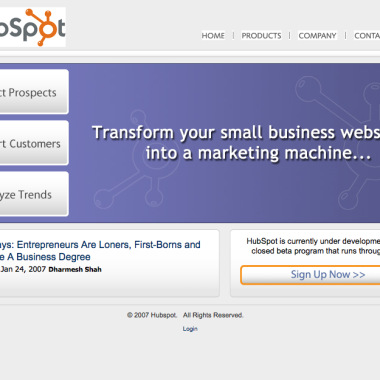 bSpot
HOME | PRODUCTS | COMPANY | CONTA
ct Prospects
rt Customers
yze Trends
Transform your small business webs
into a marketing machine...
ays: Entrepreneurs Are Loners, First-Borns and
e A Business Degree
Jan 24, 2007 Dharmesh Shah
HubSpot is currently under developme
closed beta program that runs throug
Sign Up Now >>
© 2007 Hubspot. All Rights Reserved.
Login